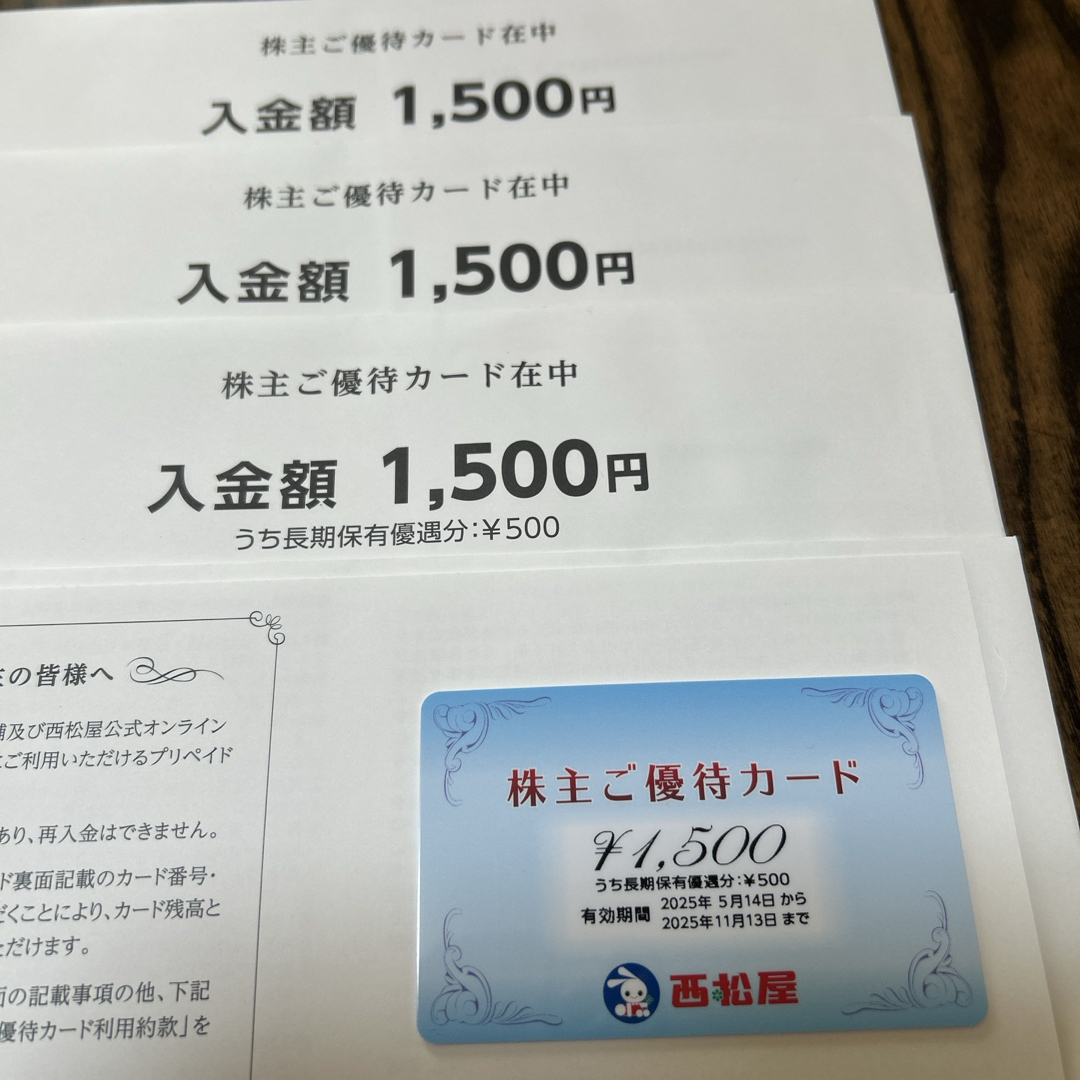 株主ご優待カード在中
入金額 1,500円
株主ご優待カード在中
入金額 1,500円
株主ご優待カード在中
入金額 1,500円
うち長期保有優遇分:¥500
の皆様へ
及び西松屋公式オンライン
ご利用いただけるプリペイド
あり、再入金はできません。
ド裏面記載のカード番号・
だくことにより、カード残高と
ただけます。
面の記載事項の他、下記
優待カード利用約款」を
株主ご優待カード
¥1,500
うち長期保有優遇分:¥500
有効期間 2025年 5月14日 から
2025年11月13日 まで
西松屋